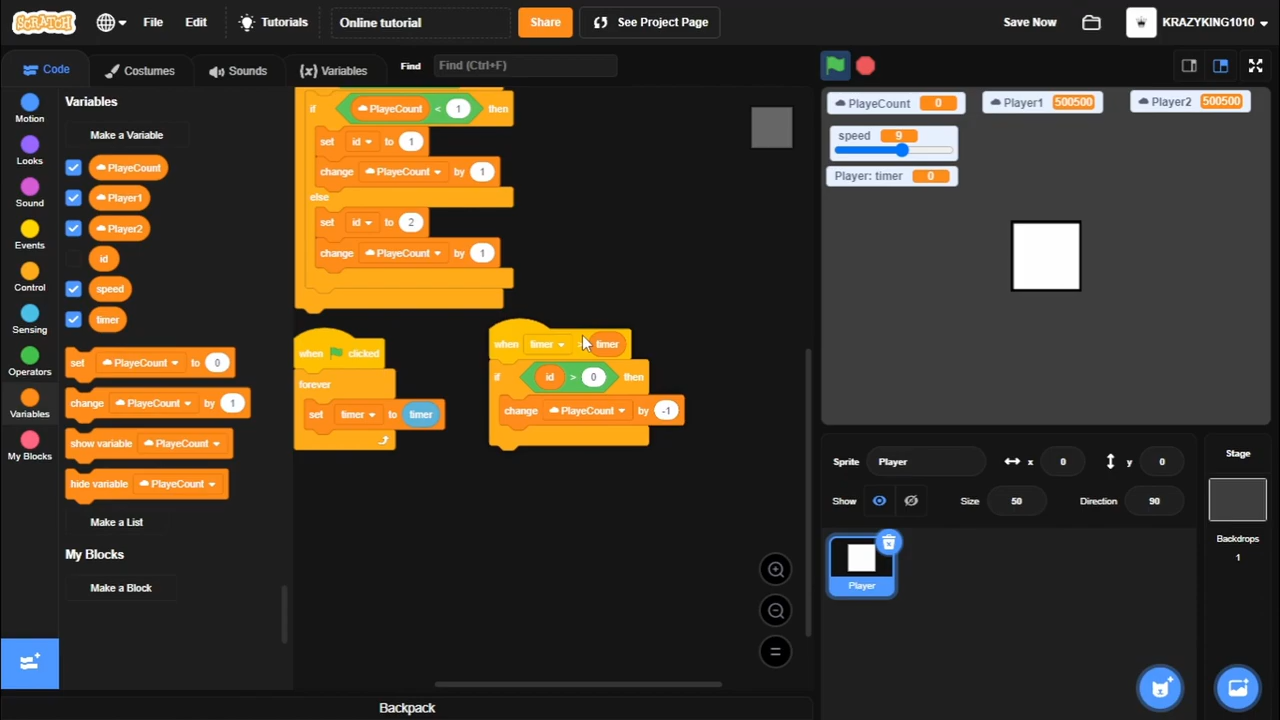 SCRATCH File Edit Tutorials Online tutorial Share See Project Page Save Now KRAZYKING1010
Code Costumes Sounds Variables Find Find (Ctrl+F)
Motion
Looks
Sound
Events
Control
Sensing
Operators
Variables
My Blocks
Variables
Make a Variable
PlayeCount
Player1
Player2
id
speed
timer
set PlayeCount to 0
change PlayeCount by 1
show variable PlayeCount
hide variable PlayeCount
Make a List
My Blocks
Make a Block
if PlayeCount < 1 then
set id to 1
change PlayeCount by 1
else
set id to 2
change PlayeCount by 1
when clicked
forever
set timer to timer
when timer > timer
if id > 0 then
change PlayeCount by -1
Backpack
PlayeCount 0 Player1 500500 Player2 500500
speed 9
Player: timer 0
Sprite Player x 0 y 0
Show Size 50 Direction 90
Player
Stage
Backdrops
1